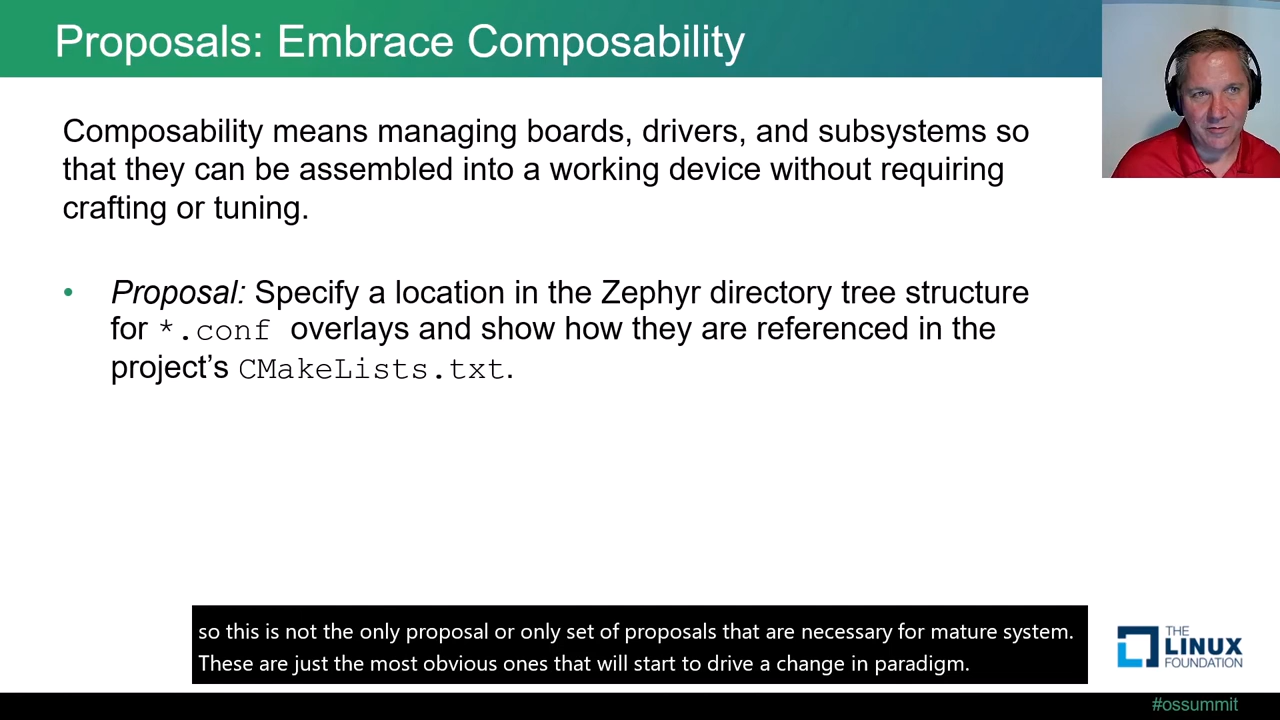 Proposals: Embrace Composability
Composability means managing boards, drivers, and subsystems so
that they can be assembled into a working device without requiring
crafting or tuning.
• Proposal: Specify a location in the Zephyr directory tree structure
for *.conf overlays and show how they are referenced in the
project’s CMakeLists.txt.
so this is not the only proposal or only set of proposals that are necessary for mature system.
These are just the most obvious ones that will start to drive a change in paradigm.
THE
LINUX
FOUNDATION
#ossummit